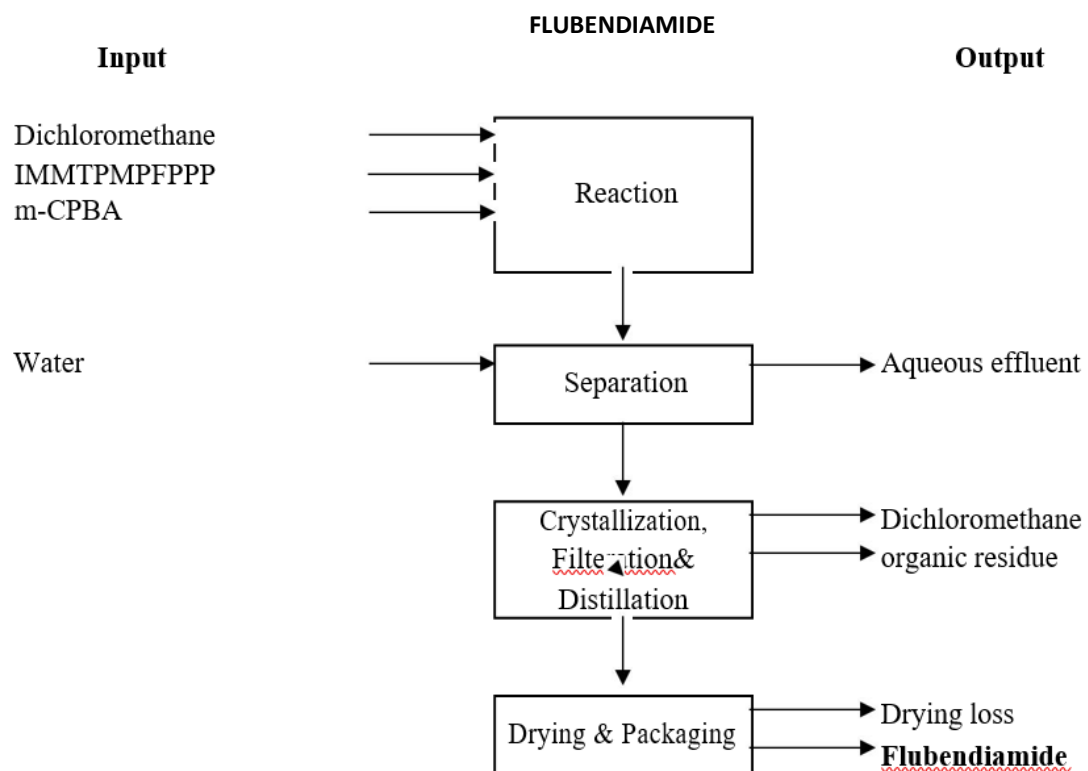 FLUBENDIAMIDE
Input
Output
Dichloromethane
IMMTPMPFPPP
m-CPBA
Reaction
Water
Separation
Aqueous effluent
Crystallization,
Filteration&
Distillation
Dichloromethane
organic residue
Drying & Packaging
Drying loss
Flubendiamide